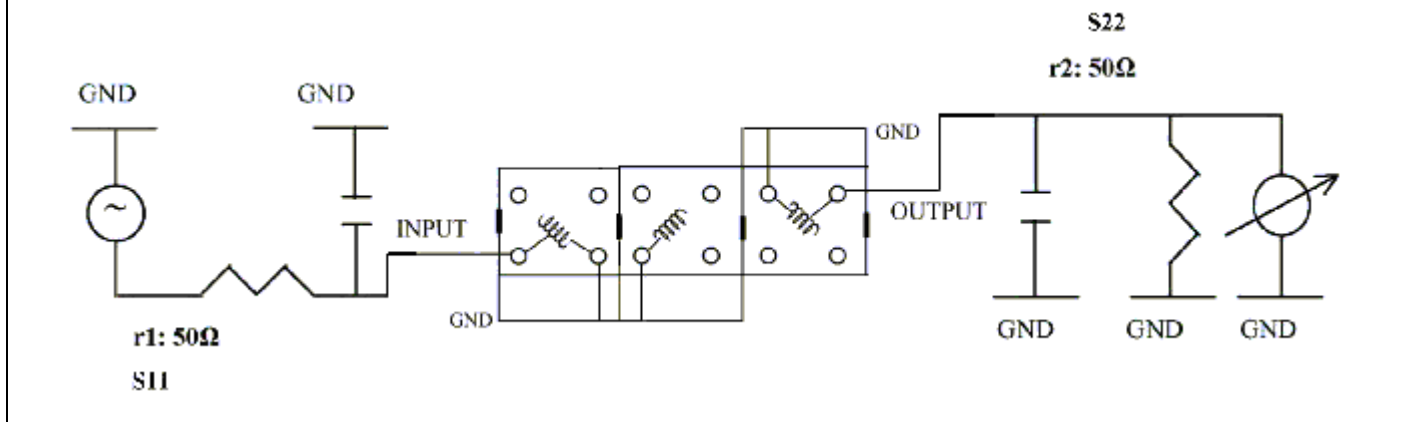 S22
r2: 50Ω
GND
GND
GND
~
INPUT
OUTPUT
GND
GND
GND
GND
r1: 50Ω
S11